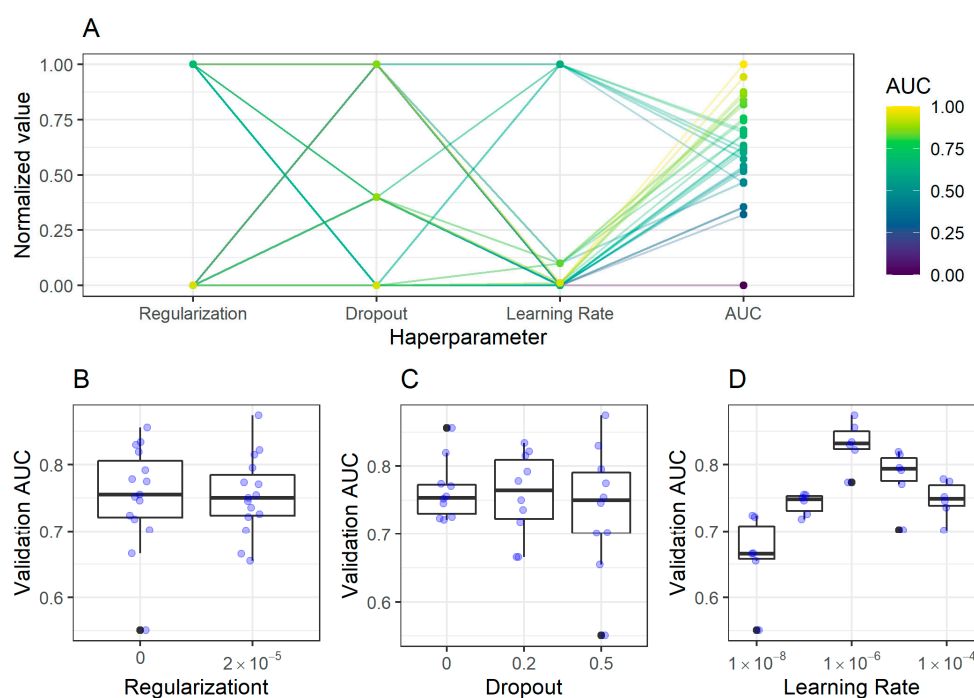 A
Normalized value
1.00
0.75
0.50
0.25
0.00
Regularization Dropout Learning Rate AUC
Haperparameter
AUC
1.00
0.75
0.50
0.25
0.00
B
Validation AUC
0.8
0.7
0.6
0 2 × 10⁻⁵
Regularizationt
C
Validation AUC
0.8
0.7
0.6
0 0.2 0.5
Dropout
D
Validation AUC
0.8
0.7
0.6
1 × 10⁻⁸ 1 × 10⁻⁶ 1 × 10⁻⁴
Learning Rate